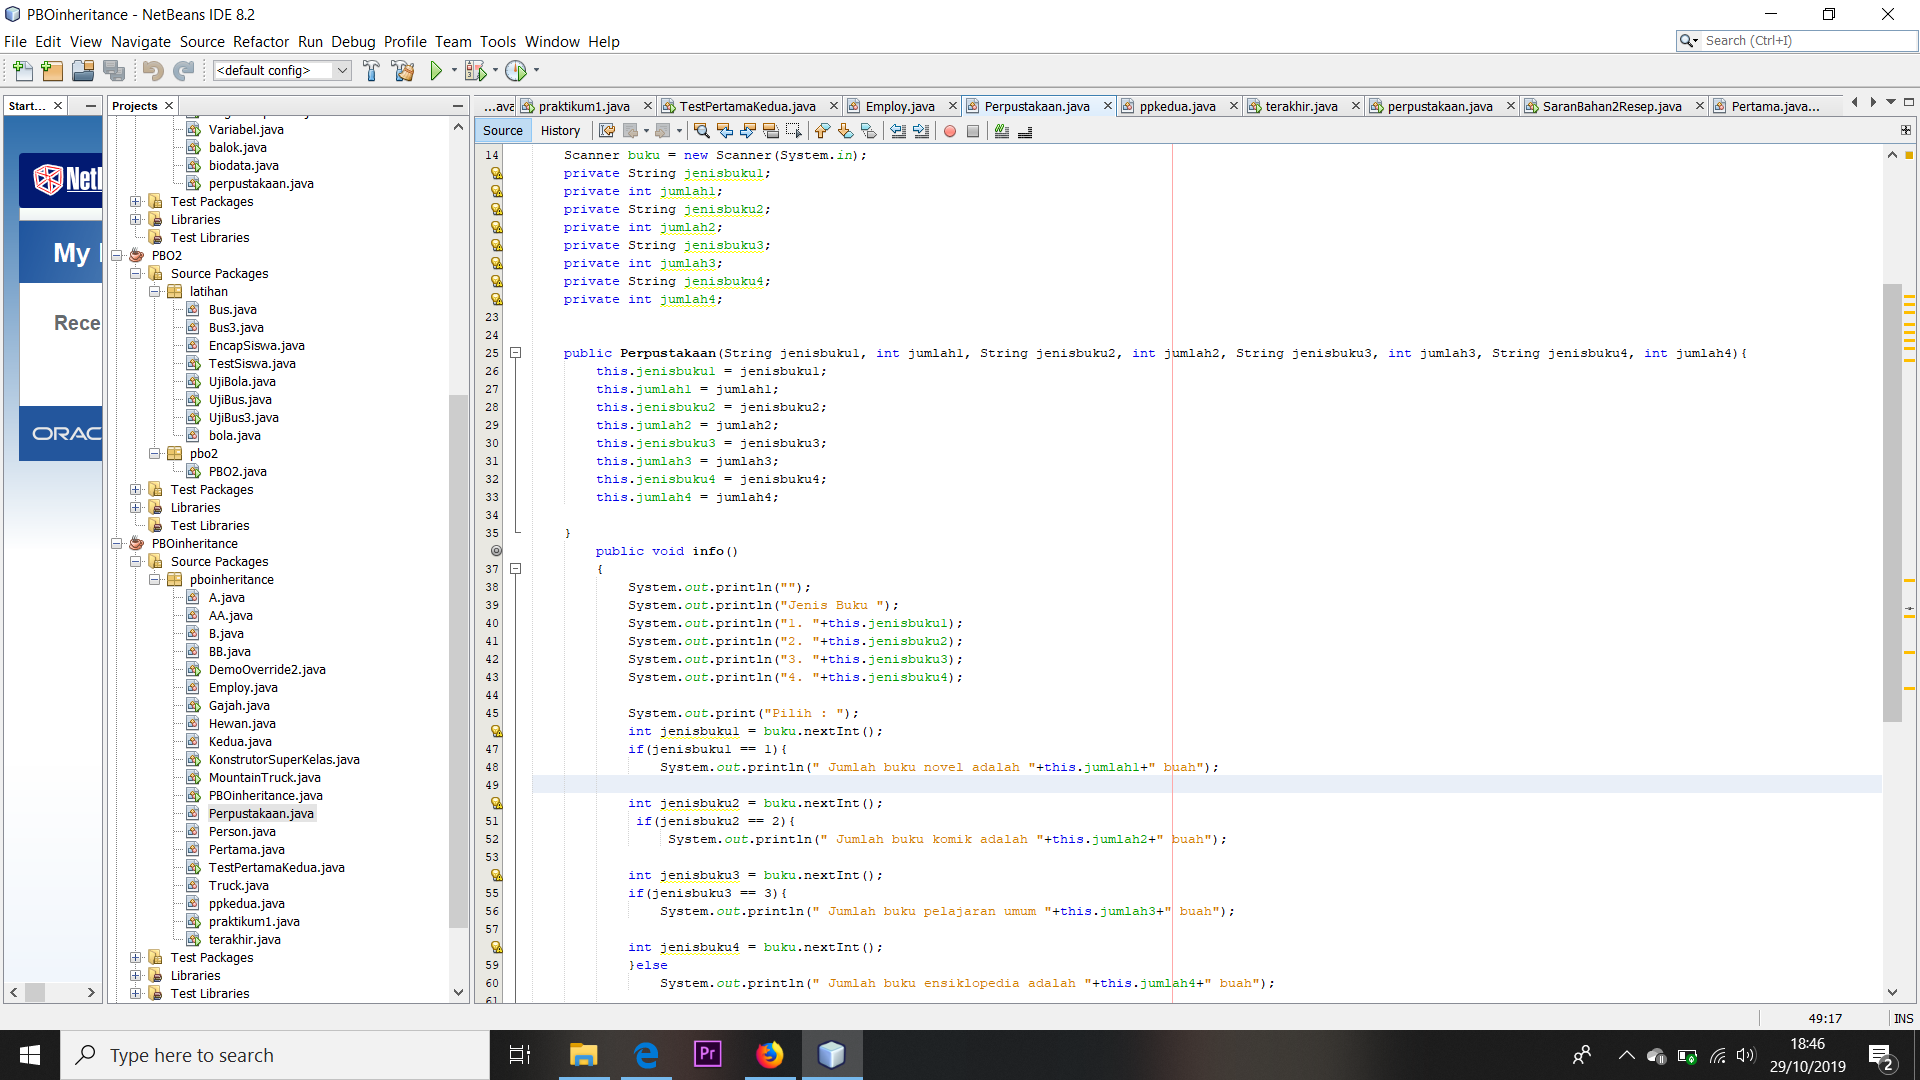 PBOinheritance - NetBeans IDE 8.2
File Edit View Navigate Source Refactor Run Debug Profile Team Tools Window Help
Search (Ctrl+I)
<default config>
Start...
Projects
...ava praktikum1.java TestPertamaKedua.java Employ.java Perpustakaan.java ppkedua.java terakhir.java perpustakaan.java SaranBahan2Resep.java Pertama.java...
Source History
NetB
My
Rece
ORAC
Variabel.java
balok.java
biodata.java
perpustakaan.java
Test Packages
Libraries
Test Libraries
PBO2
Source Packages
latihan
Bus.java
Bus3.java
EncapSiswa.java
TestSiswa.java
UjiBola.java
UjiBus.java
UjiBus3.java
bola.java
pbo2
PBO2.java
Test Packages
Libraries
Test Libraries
PBOinheritance
Source Packages
pboinheritance
A.java
AA.java
B.java
BB.java
DemoOverride2.java
Employ.java
Gajah.java
Hewan.java
Kedua.java
KonstrutorSuperKelas.java
MountainTruck.java
PBOinheritance.java
Perpustakaan.java
Person.java
Pertama.java
TestPertamaKedua.java
Truck.java
ppkedua.java
praktikum1.java
terakhir.java
Test Packages
Libraries
Test Libraries
14 Scanner buku = new Scanner(System.in);
private String jenisbuku1;
private int jumlah1;
private String jenisbuku2;
private int jumlah2;
private String jenisbuku3;
private int jumlah3;
private String jenisbuku4;
private int jumlah4;
23
24
25 public Perpustakaan(String jenisbuku1, int jumlah1, String jenisbuku2, int jumlah2, String jenisbuku3, int jumlah3, String jenisbuku4, int jumlah4){
26 this.jenisbuku1 = jenisbuku1;
27 this.jumlah1 = jumlah1;
28 this.jenisbuku2 = jenisbuku2;
29 this.jumlah2 = jumlah2;
30 this.jenisbuku3 = jenisbuku3;
31 this.jumlah3 = jumlah3;
32 this.jenisbuku4 = jenisbuku4;
33 this.jumlah4 = jumlah4;
34
35 }
public void info()
37 {
38 System.out.println("");
39 System.out.println("Jenis Buku ");
40 System.out.println("1. "+this.jenisbuku1);
41 System.out.println("2. "+this.jenisbuku2);
42 System.out.println("3. "+this.jenisbuku3);
43 System.out.println("4. "+this.jenisbuku4);
44
45 System.out.print("Pilih : ");
int jenisbuku1 = buku.nextInt();
47 if(jenisbuku1 == 1){
48 System.out.println(" Jumlah buku novel adalah "+this.jumlah1+" buah");
49
int jenisbuku2 = buku.nextInt();
51 if(jenisbuku2 == 2){
52 System.out.println(" Jumlah buku komik adalah "+this.jumlah2+" buah");
53
int jenisbuku3 = buku.nextInt();
55 if(jenisbuku3 == 3){
56 System.out.println(" Jumlah buku pelajaran umum "+this.jumlah3+" buah");
57
int jenisbuku4 = buku.nextInt();
59 }else
60 System.out.println(" Jumlah buku ensiklopedia adalah "+this.jumlah4+" buah");
61
49:17 INS
Type here to search
Pr
18:46
29/10/2019
2